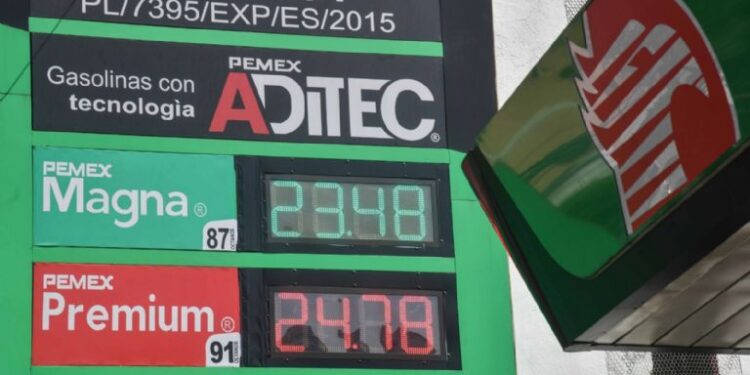 PL/7395/EXP/ES/2015
Gasolinas con
tecnologìa
PEMEX
ADITEC®
PEMEX
Magna®
87
23.48
PEMEX
Premium®
91
24.78